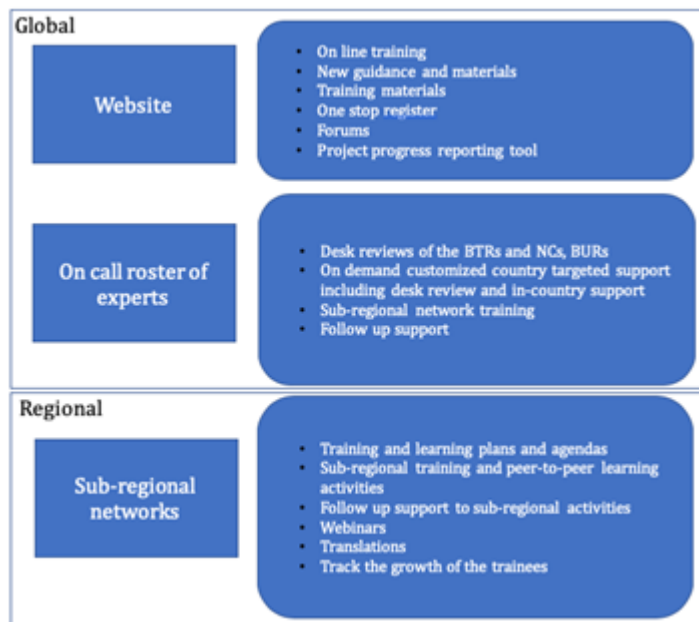 Global
Website
• On line training
• New guidance and materials
• Training materials
• One stop register
• Forums
• Project progress reporting tool
On call roster of
experts
• Desk reviews of the BTRs and NCs, BURs
• On demand customized country targeted support
including desk review and in-country support
• Sub-regional network training
• Follow up support
Regional
Sub-regional
networks
• Training and learning plans and agendas
• Sub-regional training and peer-to-peer learning
activities
• Follow up support to sub-regional activities
• Webinars
• Translations
• Track the growth of the trainees